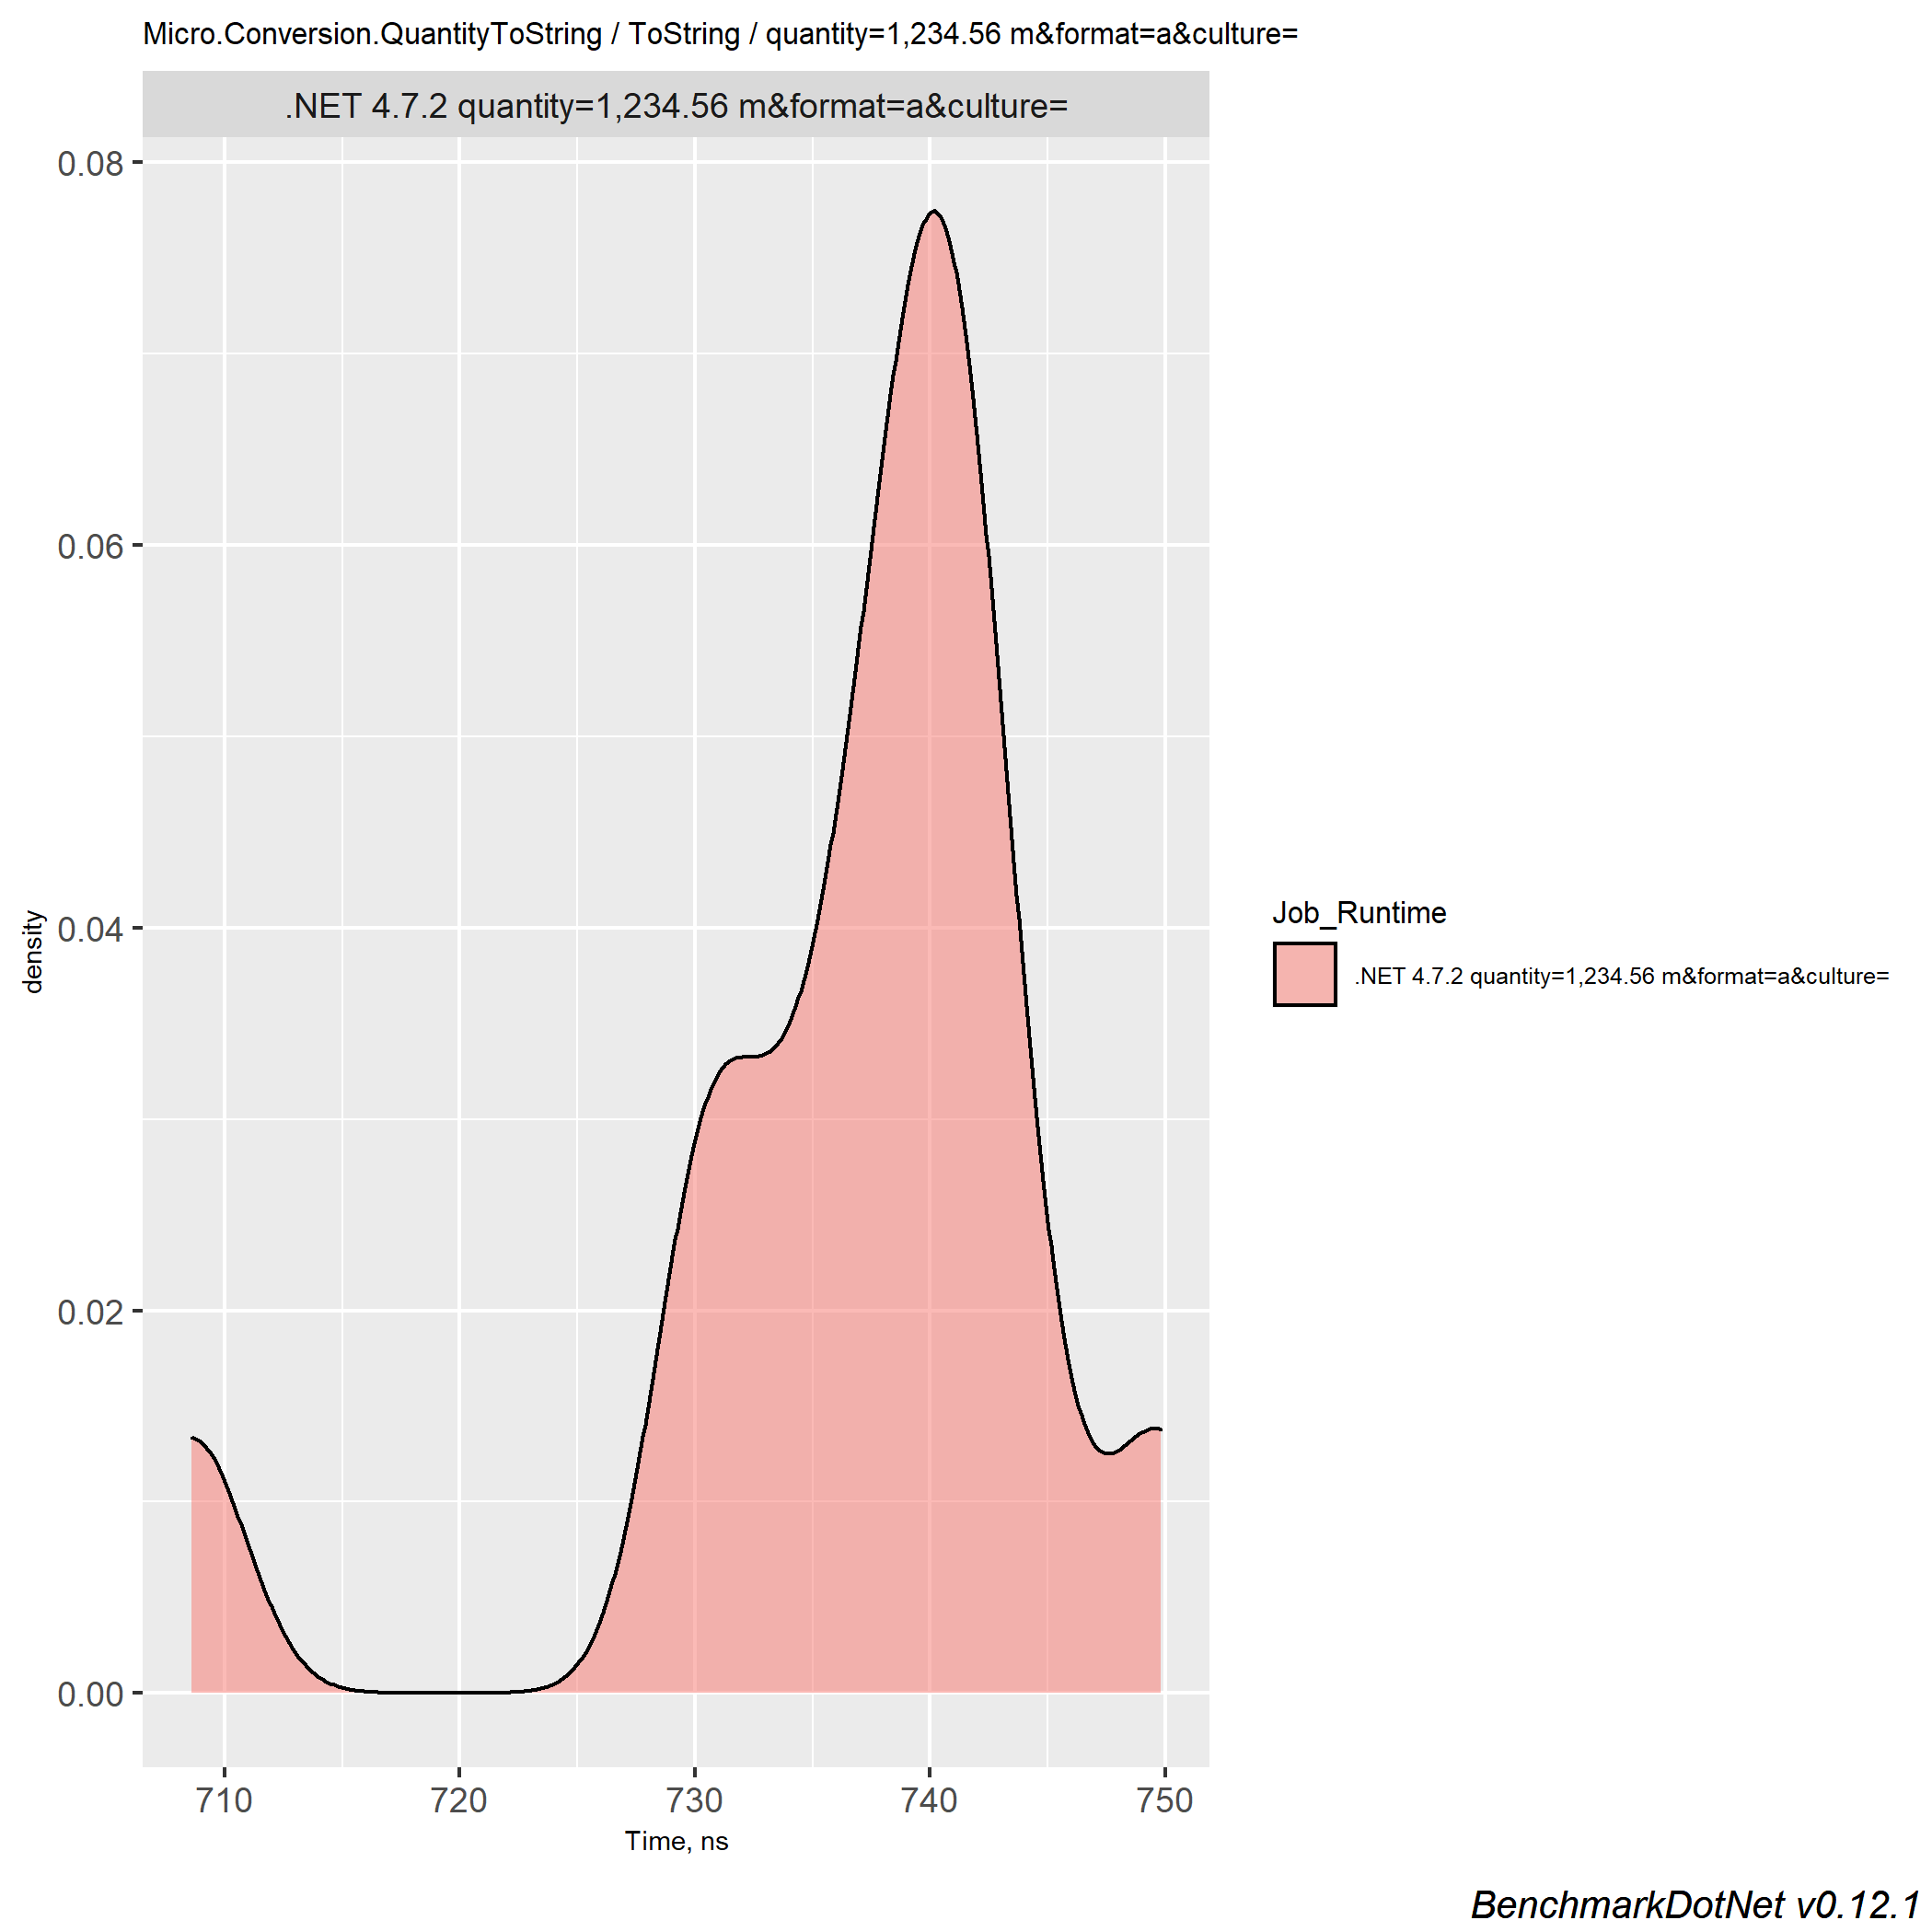 Micro.Conversion.QuantityToString / ToString / quantity=1,234.56 m&format=a&culture=
.NET 4.7.2 quantity=1,234.56 m&format=a&culture=
0.08
0.06
0.04
0.02
0.00
density
710 720 730 740 750
Time, ns
Job_Runtime
.NET 4.7.2 quantity=1,234.56 m&format=a&culture=
BenchmarkDotNet v0.12.1